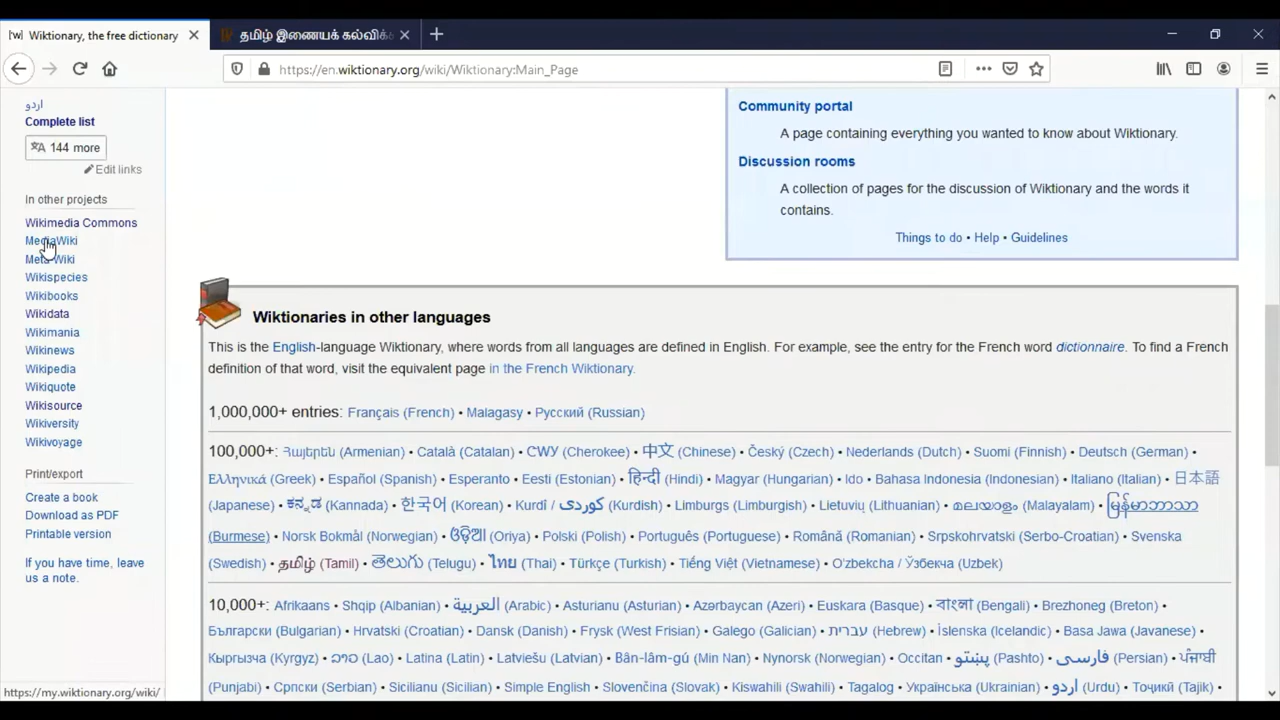 Wiktionary, the free dictionary
தமிழ் இணையக் கல்விக்
https://en.wiktionary.org/wiki/Wiktionary:Main_Page
اردو
Complete list
144 more
Edit links
In other projects
Wikimedia Commons
MediaWiki
Meta-Wiki
Wikispecies
Wikibooks
Wikidata
Wikimania
Wikinews
Wikipedia
Wikiquote
Wikisource
Wikiversity
Wikivoyage
Print/export
Create a book
Download as PDF
Printable version
If you have time, leave
us a note.
https://my.wiktionary.org/wiki/
Community portal
A page containing everything you wanted to know about Wiktionary.
Discussion rooms
A collection of pages for the discussion of Wiktionary and the words it
contains.
Things to do • Help • Guidelines
Wiktionaries in other languages
This is the English-language Wiktionary, where words from all languages are defined in English. For example, see the entry for the French word dictionnaire. To find a French
definition of that word, visit the equivalent page in the French Wiktionary.
1,000,000+ entries: Français (French) • Malagasy • Русский (Russian)
100,000+: Հայերեն (Armenian) • Català (Catalan) • ᏣᎳᎩ (Cherokee) • 中文 (Chinese) • Český (Czech) • Nederlands (Dutch) • Suomi (Finnish) • Deutsch (German) •
Ελληνικά (Greek) • Español (Spanish) • Esperanto • Eesti (Estonian) • हिन्दी (Hindi) • Magyar (Hungarian) • Ido • Bahasa Indonesia (Indonesian) • Italiano (Italian) • 日本語
(Japanese) • ಕನ್ನಡ (Kannada) • 한국어 (Korean) • Kurdî / كوردی (Kurdish) • Limburgs (Limburgish) • Lietuvių (Lithuanian) • മലയാളം (Malayalam) • မြန်မာဘာသာ
(Burmese) • Norsk Bokmål (Norwegian) • ଓଡ଼ିଆ (Oriya) • Polski (Polish) • Português (Portuguese) • Română (Romanian) • Srpskohrvatski (Serbo-Croatian) • Svenska
(Swedish) • தமிழ் (Tamil) • తెలుగు (Telugu) • ไทย (Thai) • Türkçe (Turkish) • Tiếng Việt (Vietnamese) • Oʻzbekcha / Ўзбекча (Uzbek)
10,000+: Afrikaans • Shqip (Albanian) • العربية (Arabic) • Asturianu (Asturian) • Azərbaycan (Azeri) • Euskara (Basque) • বাংলা (Bengali) • Brezhoneg (Breton) •
Български (Bulgarian) • Hrvatski (Croatian) • Dansk (Danish) • Frysk (West Frisian) • Galego (Galician) • עברית (Hebrew) • Íslenska (Icelandic) • Basa Jawa (Javanese) •
Кыргызча (Kyrgyz) • ລາວ (Lao) • Latina (Latin) • Latviešu (Latvian) • Bân-lâm-gú (Min Nan) • Nynorsk (Norwegian) • Occitan • پښتو (Pashto) • فارسی (Persian) • ਪੰਜਾਬੀ
(Punjabi) • Српски (Serbian) • Sicilianu (Sicilian) • Simple English • Slovenčina (Slovak) • Kiswahili (Swahili) • Tagalog • Українська (Ukrainian) • اردو (Urdu) • Тоҷикӣ (Tajik) •